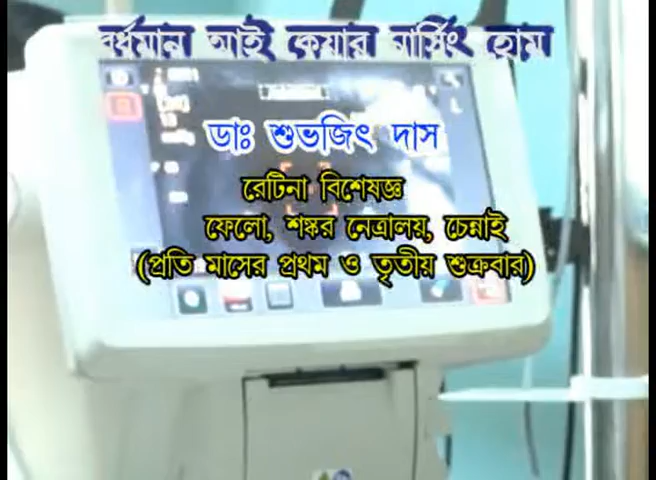 বর্ধমান আই কেয়ার নার্সিং হোম
ডাঃ শুভজিৎ দাস
রেটিনা বিশেষজ্ঞ
ফেলো, শঙ্কর নেত্রালয়, চেন্নাই
(প্রতি মাসের প্রথম ও তৃতীয় শুক্রবার)